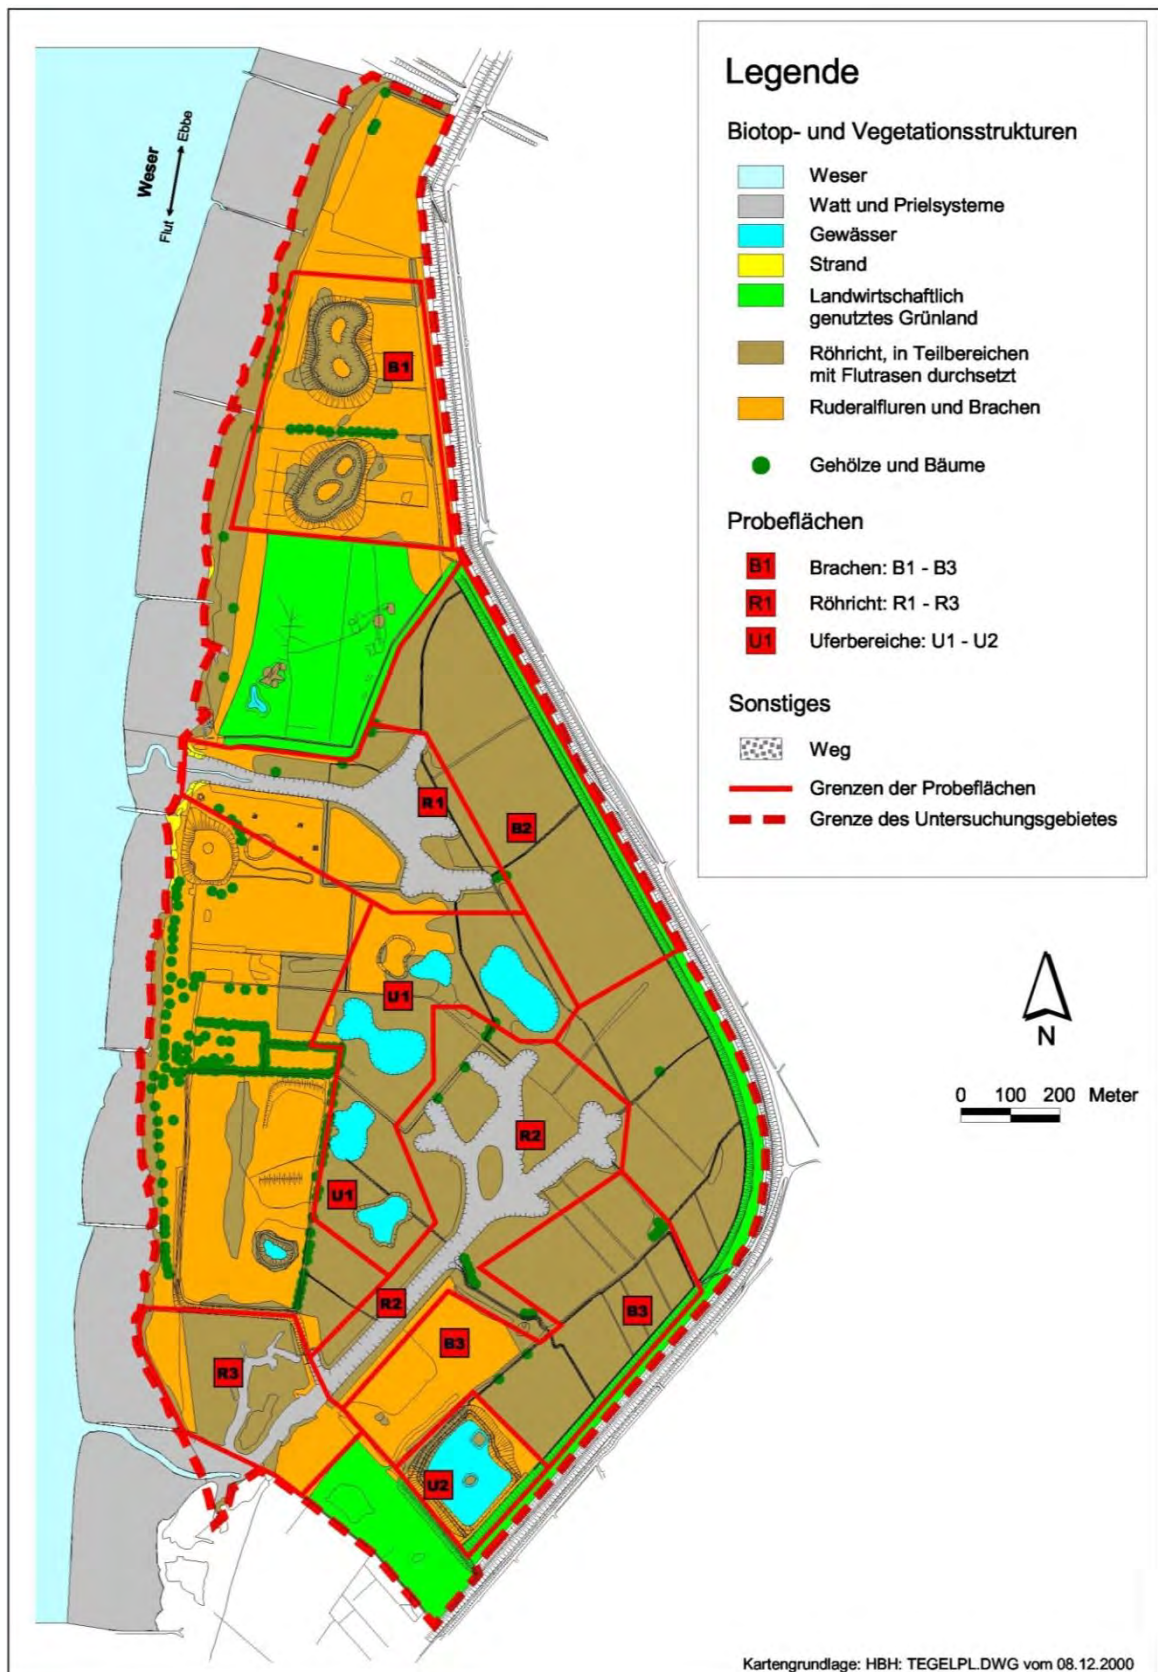 Legende
Biotop- und Vegetationsstrukturen
Weser
Watt und Prielsysteme
Gewässer
Strand
Landwirtschaftlich
genutztes Grünland
Röhricht, in Teilbereichen
mit Flutrasen durchsetzt
Ruderalfluren und Brachen
Gehölze und Bäume
Probeflächen
B1 Brachen: B1 - B3
R1 Röhricht: R1 - R3
U1 Uferbereiche: U1 - U2
Sonstiges
Weg
Grenzen der Probeflächen
Grenze des Untersuchungsgebietes
Weser
Flut Ebbe
B1
R1
B2
U1
R2
U1
R2
B3
B3
R3
U2
N
0 100 200 Meter
Kartengrundlage: HBH: TEGELPL.DWG vom 08.12.2000